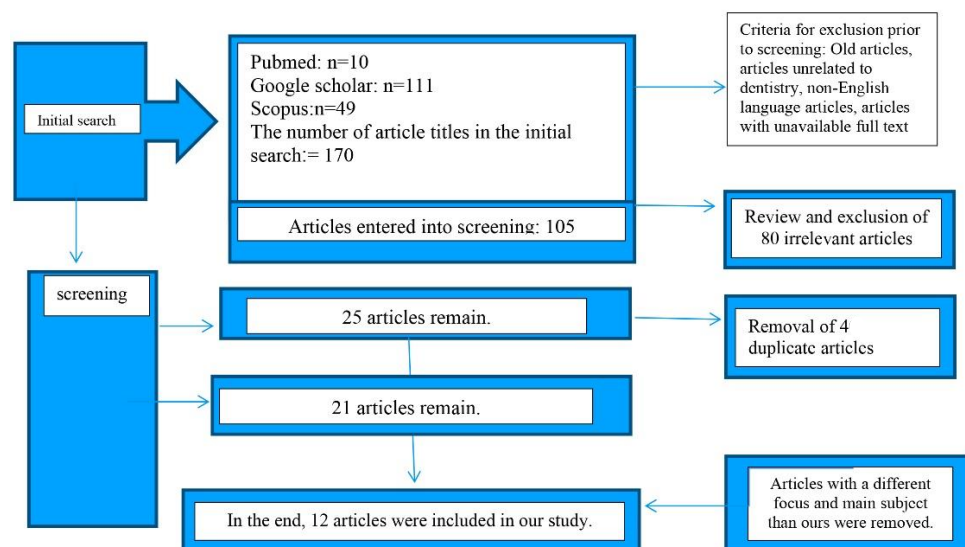 Initial search
Pubmed: n=10
Google scholar: n=111
Scopus:n=49
The number of article titles in the initial
search:= 170
Criteria for exclusion prior
to screening: Old articles,
articles unrelated to
dentistry, non-English
language articles, articles
with unavailable full text
Articles entered into screening: 105
Review and exclusion of
80 irrelevant articles
screening
25 articles remain.
Removal of 4
duplicate articles
21 articles remain.
In the end, 12 articles were included in our study.
Articles with a different
focus and main subject
than ours were removed.